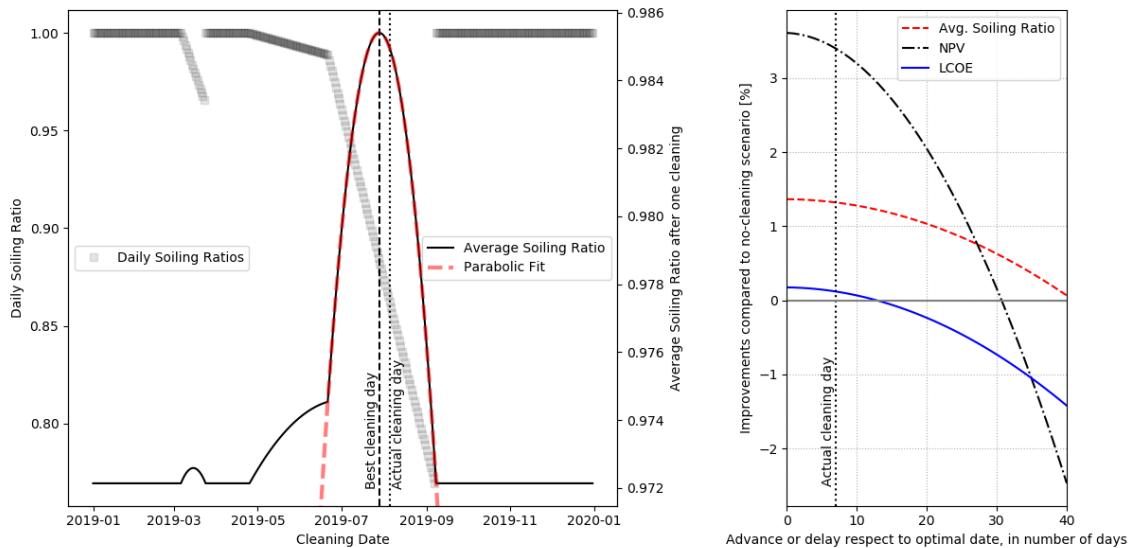 1.00
0.95
0.90
0.85
0.80
Daily Soiling Ratio
Daily Soiling Ratios
Average Soiling Ratio
Parabolic Fit
Best cleaning day
Actual cleaning day
0.986
0.984
0.982
0.980
0.978
0.976
0.974
0.972
Average Soiling Ratio after one cleaning
2019-01
2019-03
2019-05
2019-07
2019-09
2019-11
2020-01
Cleaning Date
Improvements compared to no-cleaning scenario [%]
3
2
1
0
−1
−2
Avg. Soiling Ratio
NPV
LCOE
Actual cleaning day
0
10
20
30
40
Advance or delay respect to optimal date, in number of days